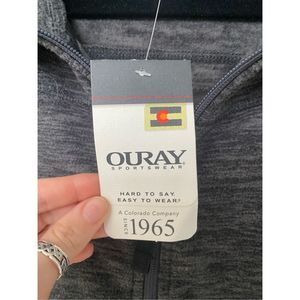 OURAY
SPORTSWEAR
HARD TO SAY.
EASY TO WEAR!
A Colorado Company
SINCE 1965